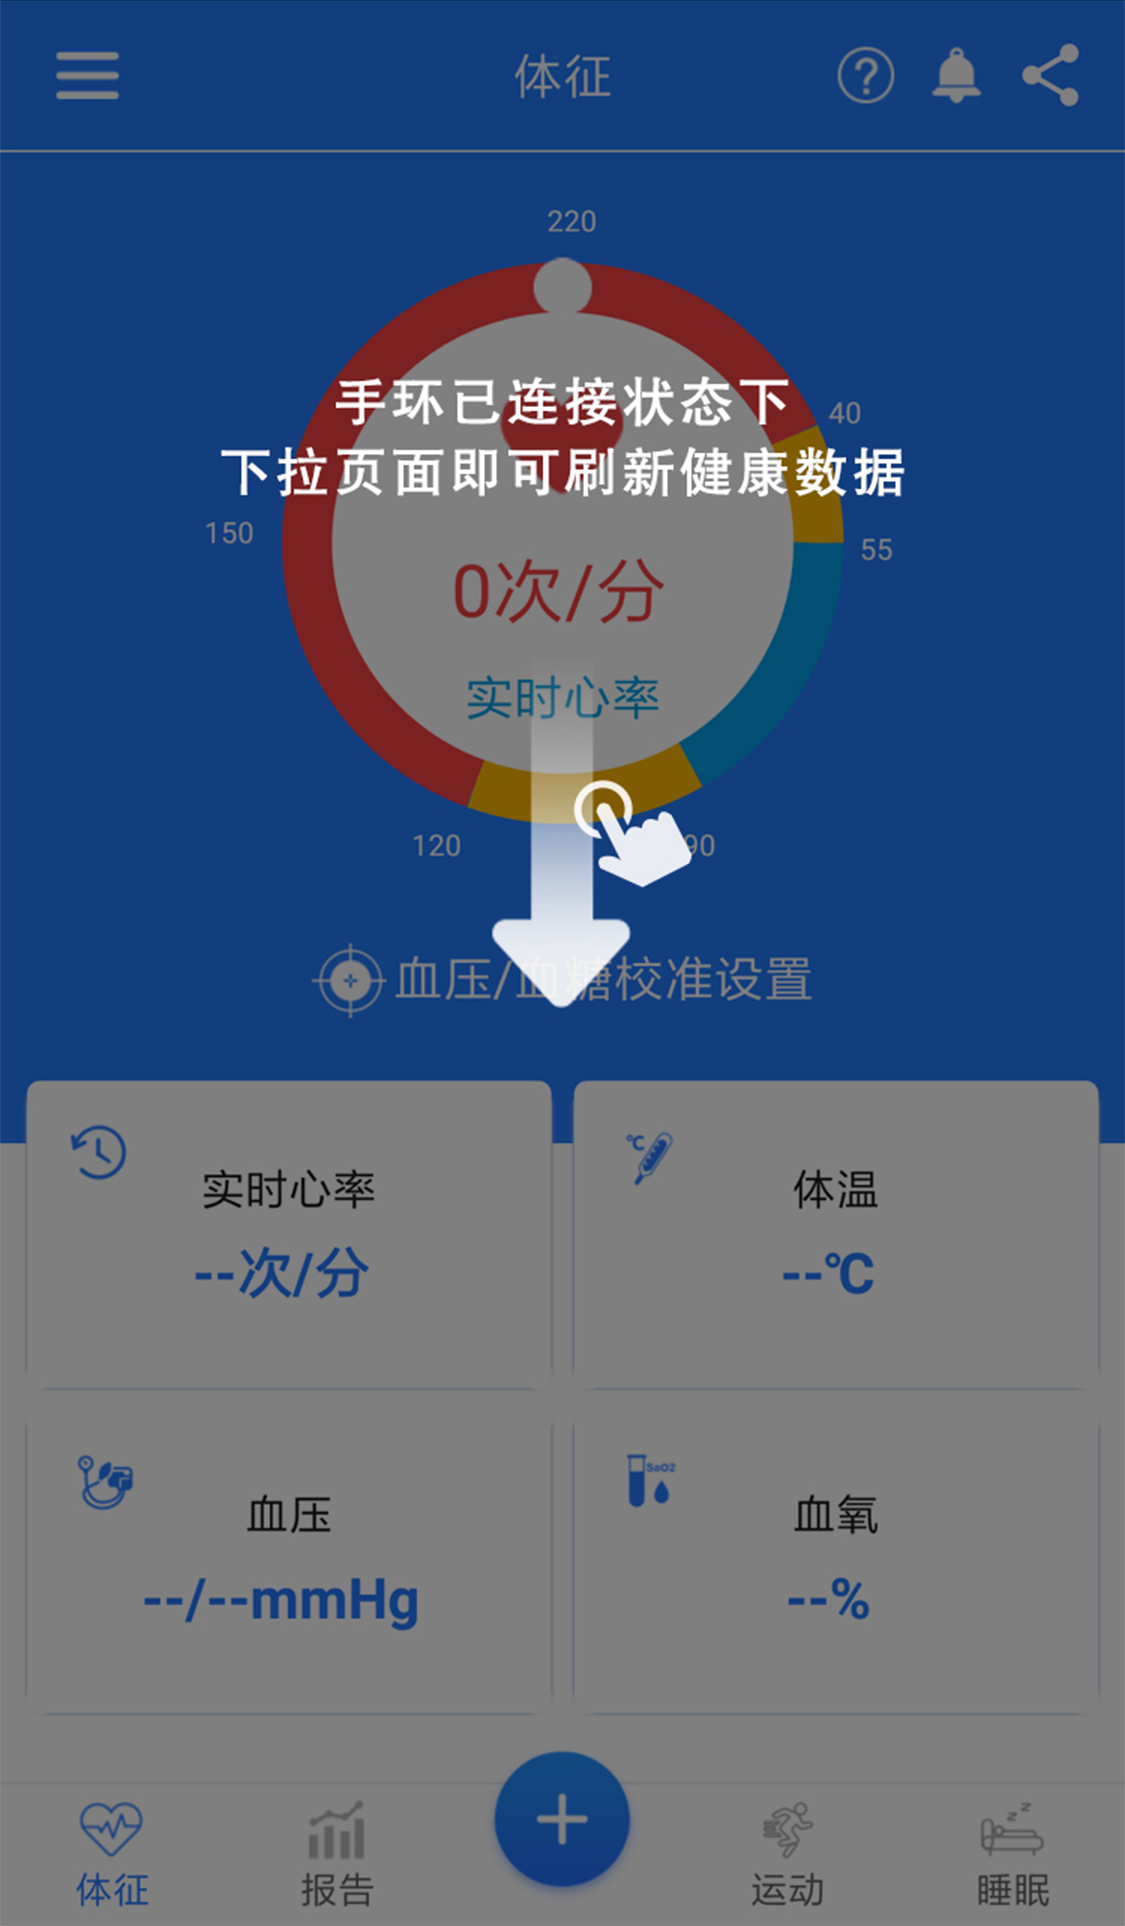 体征
220
手环已连接状态下
40
下拉页面即可刷新健康数据
150
55
0次/分
实时心率
120
90
血压/血糖校准设置
℃
实时心率
体温
--次/分
--℃
SaO2
血压
血氧
--/--mmHg
--%
体征
报告
运动
睡眠